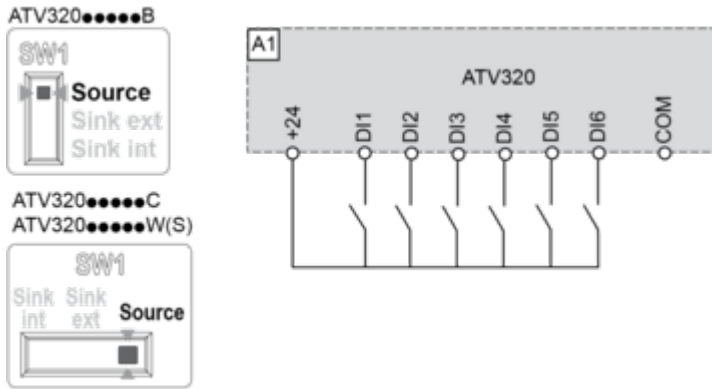 ATV320●●●●●B
SW1
Source
Sink ext
Sink int
ATV320●●●●●C
ATV320●●●●●W(S)
SW1
Sink int
Sink ext
Source
A1
ATV320
+24
DI1
DI2
DI3
DI4
DI5
DI6
COM